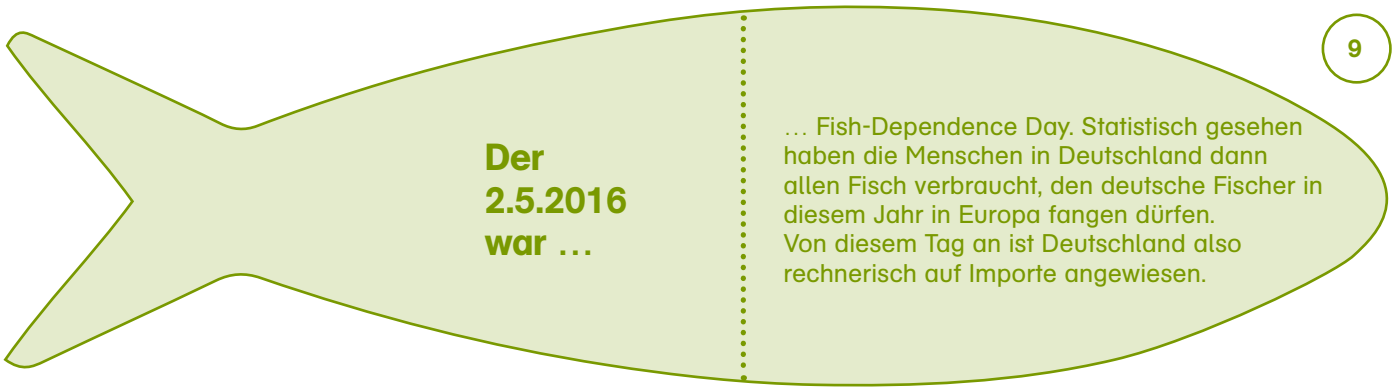 Der
2.5.2016
war …
… Fish-Dependence Day. Statistisch gesehen
haben die Menschen in Deutschland dann
allen Fisch verbraucht, den deutsche Fischer in
diesem Jahr in Europa fangen dürfen.
Von diesem Tag an ist Deutschland also
rechnerisch auf Importe angewiesen.
9